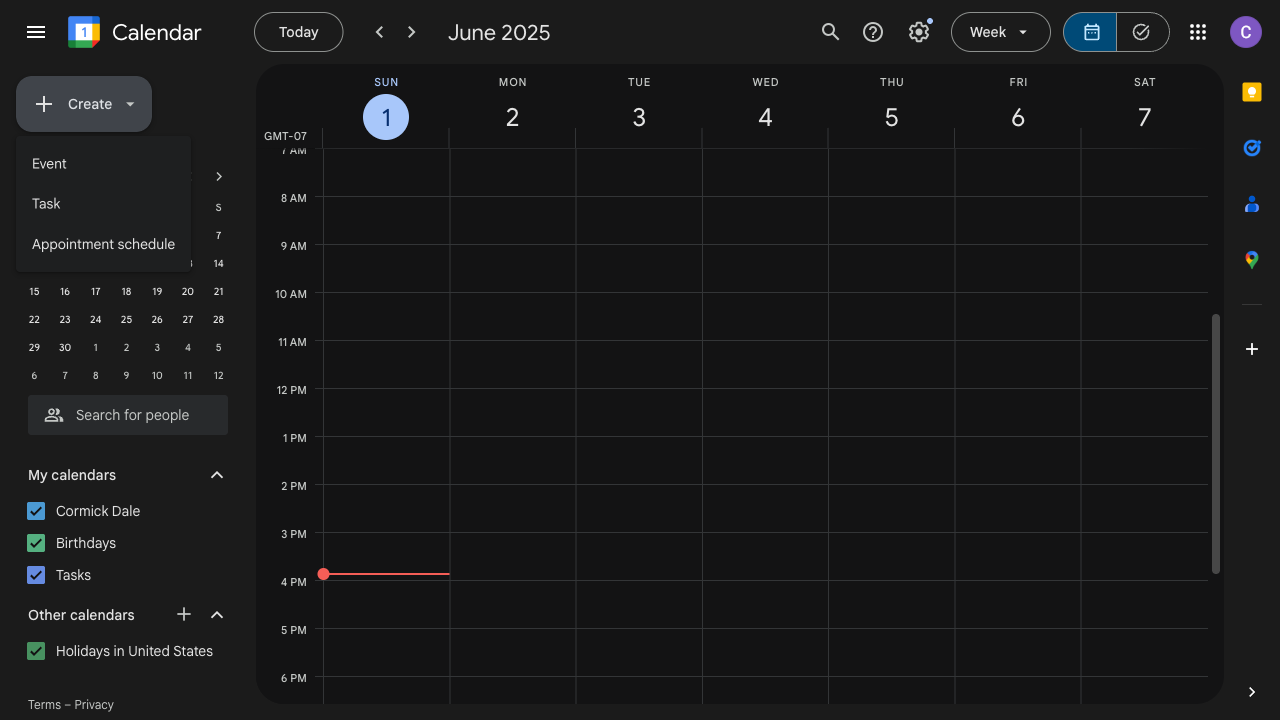 1
Calendar
Today
June 2025
Week
C
Create
Event
Task
Appointment schedule
S
7
14
15 16 17 18 19 20 21
22 23 24 25 26 27 28
29 30 1 2 3 4 5
6 7 8 9 10 11 12
Search for people
My calendars
Cormick Dale
Birthdays
Tasks
Other calendars
Holidays in United States
Terms – Privacy
SUN MON TUE WED THU FRI SAT
1 2 3 4 5 6 7
GMT-07
7 AM
8 AM
9 AM
10 AM
11 AM
12 PM
1 PM
2 PM
3 PM
4 PM
5 PM
6 PM